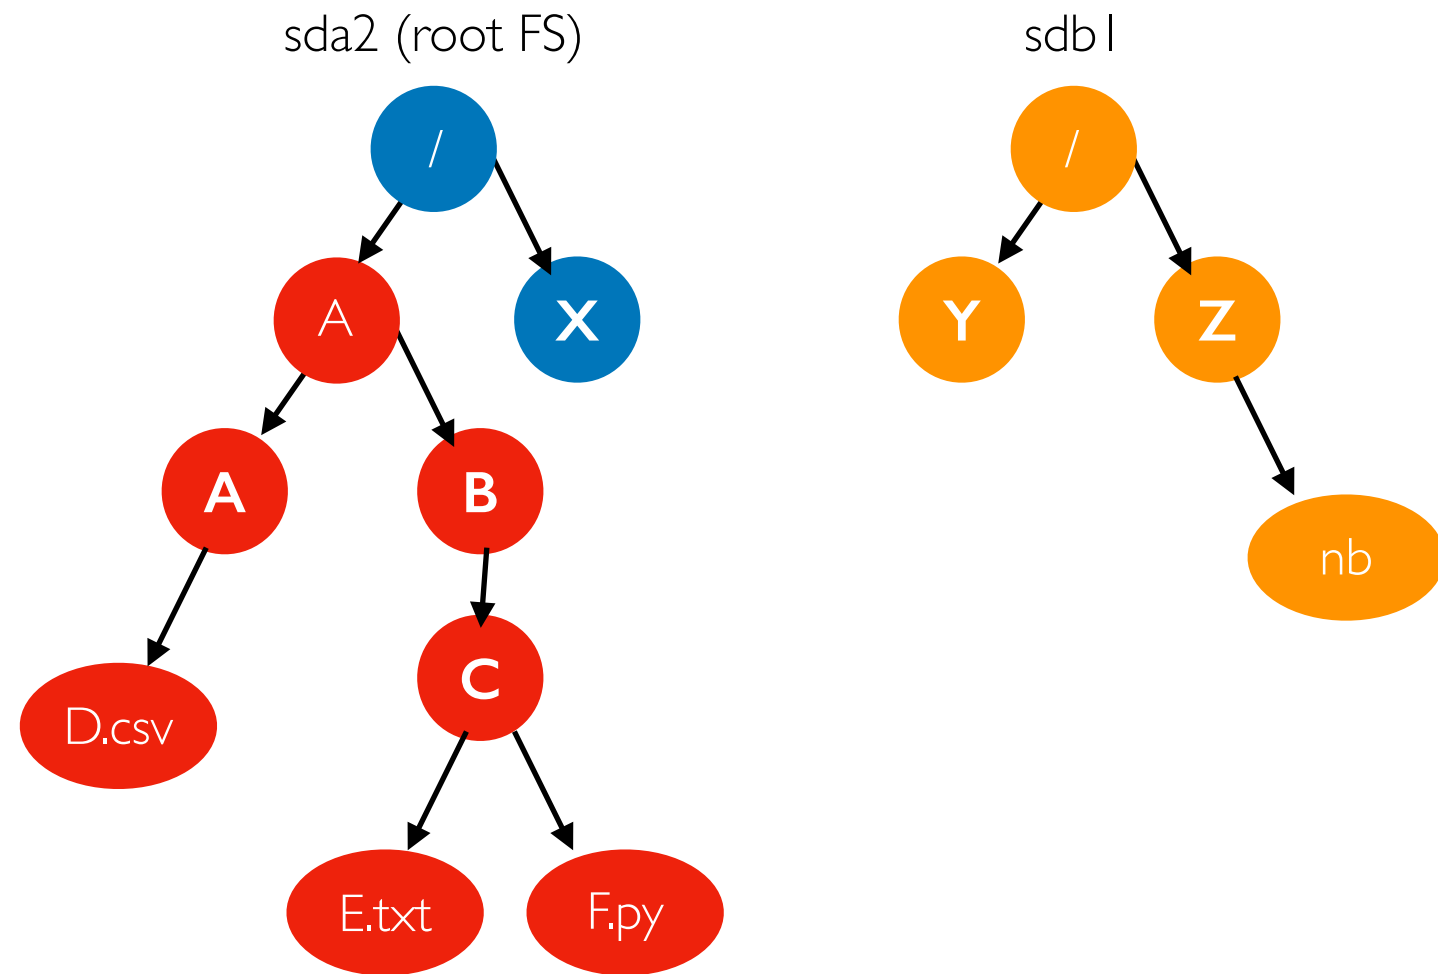 sda2 (root FS)
sdb1
/
/
A
X
Y
Z
A
B
nb
C
D.csv
E.txt
F.py